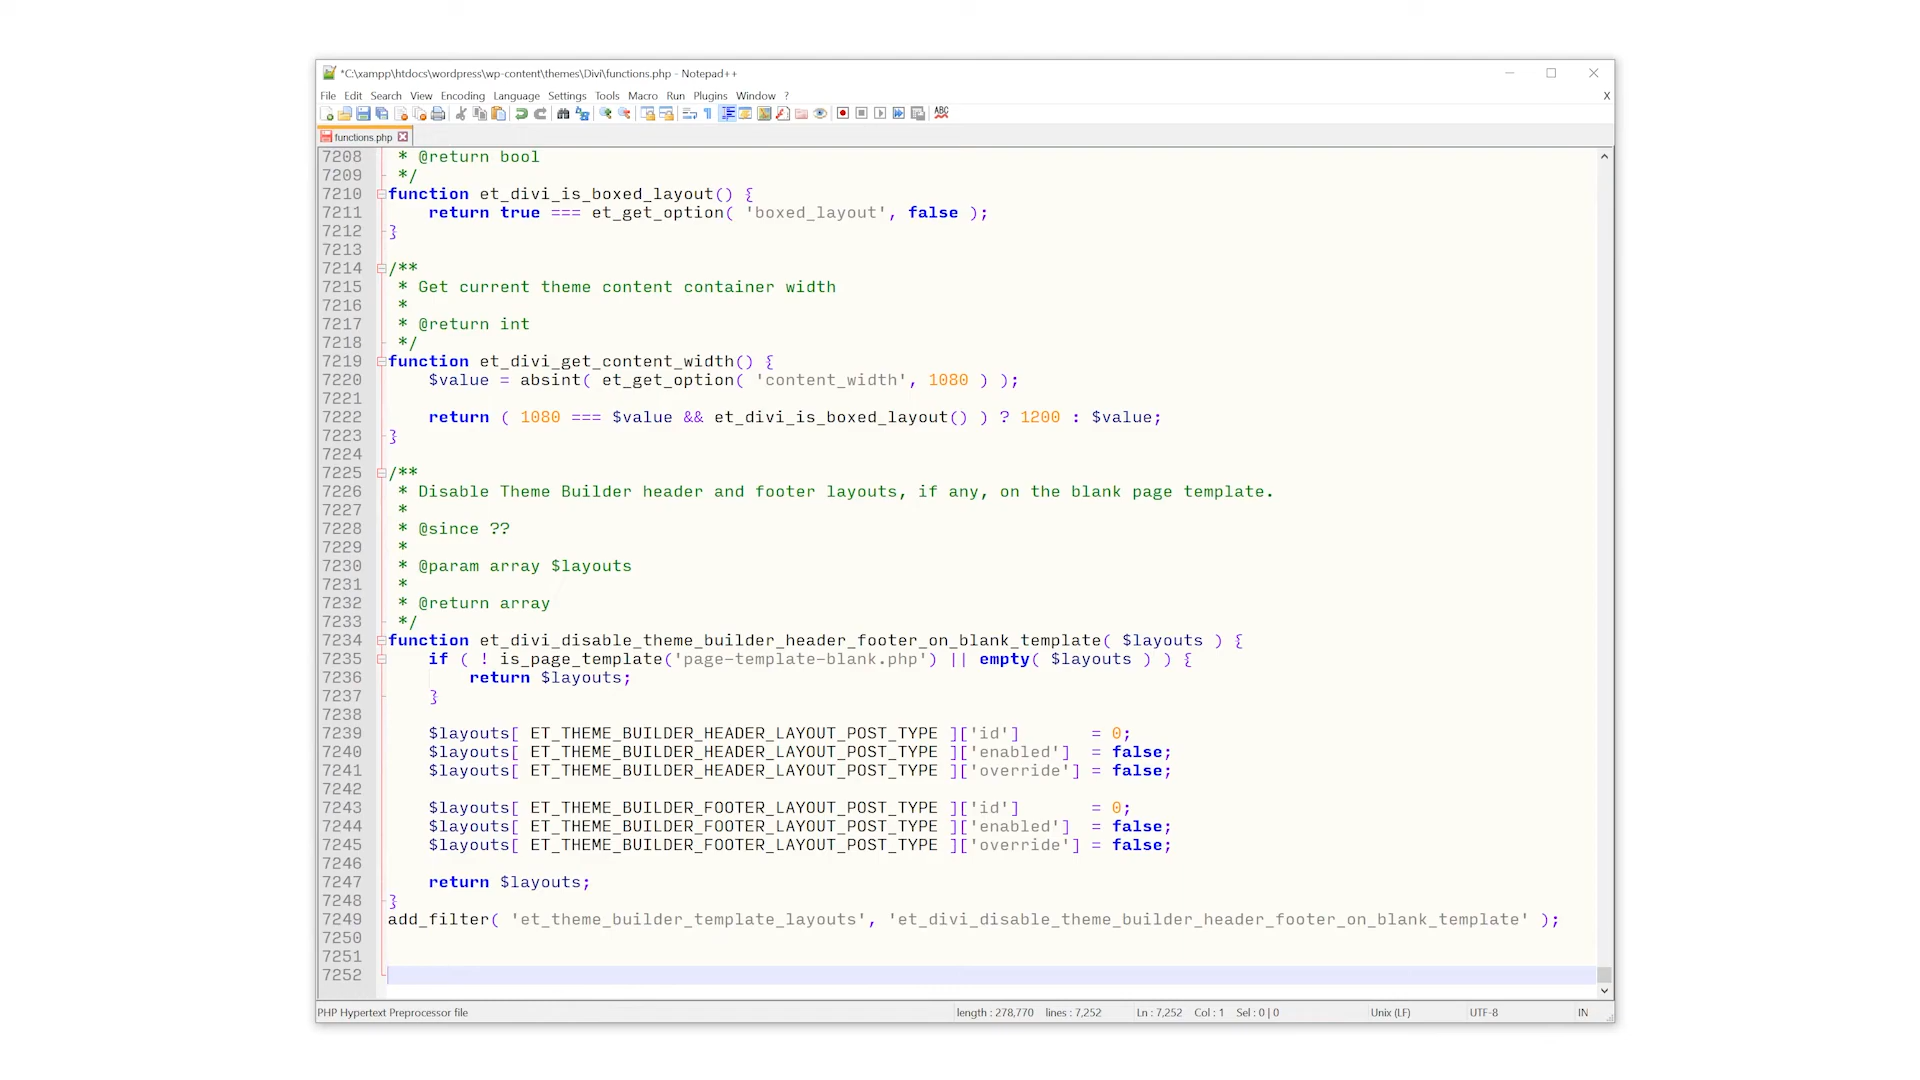 *C:\xampp\htdocs\wordpress\wp-content\themes\Divi\functions.php - Notepad++
File Edit Search View Encoding Language Settings Tools Macro Run Plugins Window ? X
ABC
functions.php
7208 * @return bool
7209 */
7210 function et_divi_is_boxed_layout() {
7211 return true === et_get_option( 'boxed_layout', false );
7212 }
7213
7214 /**
7215 * Get current theme content container width
7216 *
7217 * @return int
7218 */
7219 function et_divi_get_content_width() {
7220 $value = absint( et_get_option( 'content_width', 1080 ) );
7221
7222 return ( 1080 === $value && et_divi_is_boxed_layout() ) ? 1200 : $value;
7223 }
7224
7225 /**
7226 * Disable Theme Builder header and footer layouts, if any, on the blank page template.
7227 *
7228 * @since ??
7229 *
7230 * @param array $layouts
7231 *
7232 * @return array
7233 */
7234 function et_divi_disable_theme_builder_header_footer_on_blank_template( $layouts ) {
7235 if ( ! is_page_template('page-template-blank.php') || empty( $layouts ) ) {
7236 return $layouts;
7237 }
7238
7239 $layouts[ ET_THEME_BUILDER_HEADER_LAYOUT_POST_TYPE ]['id'] = 0;
7240 $layouts[ ET_THEME_BUILDER_HEADER_LAYOUT_POST_TYPE ]['enabled'] = false;
7241 $layouts[ ET_THEME_BUILDER_HEADER_LAYOUT_POST_TYPE ]['override'] = false;
7242
7243 $layouts[ ET_THEME_BUILDER_FOOTER_LAYOUT_POST_TYPE ]['id'] = 0;
7244 $layouts[ ET_THEME_BUILDER_FOOTER_LAYOUT_POST_TYPE ]['enabled'] = false;
7245 $layouts[ ET_THEME_BUILDER_FOOTER_LAYOUT_POST_TYPE ]['override'] = false;
7246
7247 return $layouts;
7248 }
7249 add_filter( 'et_theme_builder_template_layouts', 'et_divi_disable_theme_builder_header_footer_on_blank_template' );
7250
7251
7252
PHP Hypertext Preprocessor file length : 278,770 lines : 7,252 Ln : 7,252 Col : 1 Sel : 0 | 0 Unix (LF) UTF-8 IN